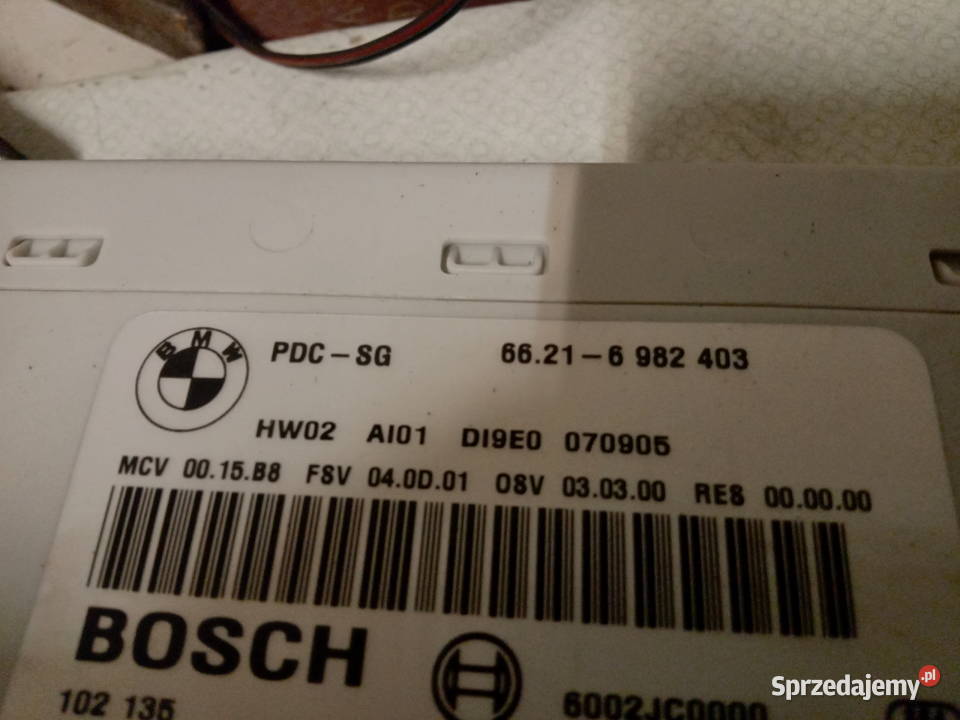 BMW
PDC-SG 66.21-6 982 403
HW02 AI01 DI9E0 070905
MCV 00.15.B8 FSV 04.0D.01 OSV 03.03.00 RES 00.00.00
BOSCH
102 135 6002JC0000
Sprzedajemy.pl